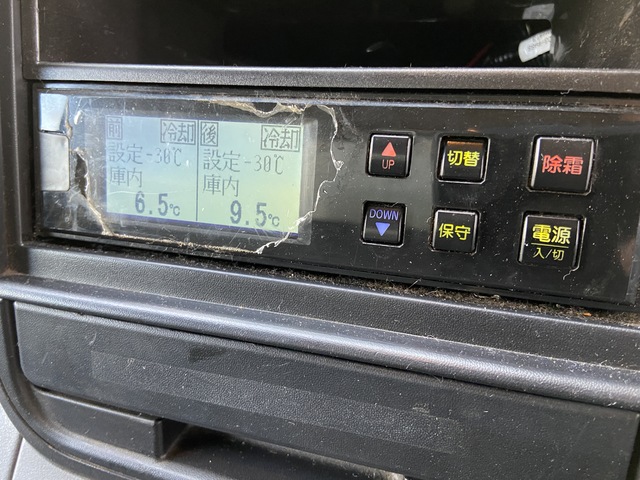 前 冷却 後 冷却
設定-30℃ 設定-30℃
庫内 庫内
6.5℃ 9.5℃
UP 切替 除霜
DOWN 保守 電源
入/切